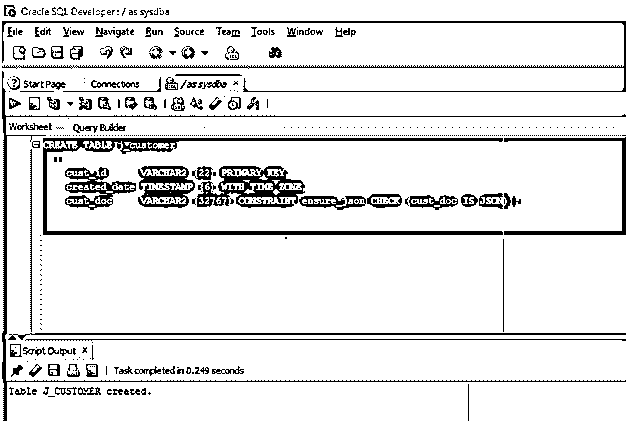 Oracle SQL Developer : / as sysdba
File Edit View Navigate Run Source Team Tools Window Help
Start Page Connections / as sysdba ×
Worksheet Query Builder
CREATE TABLE j_customer
cust_id VARCHAR2 (22) PRIMARY KEY
created_date TIMESTAMP (6) WITH TIME ZONE
cust_doc VARCHAR2 (32767) CONSTRAINT ensure_json CHECK (cust_doc IS JSON));
Script Output ×
Task completed in 0.249 seconds
Table J_CUSTOMER created.